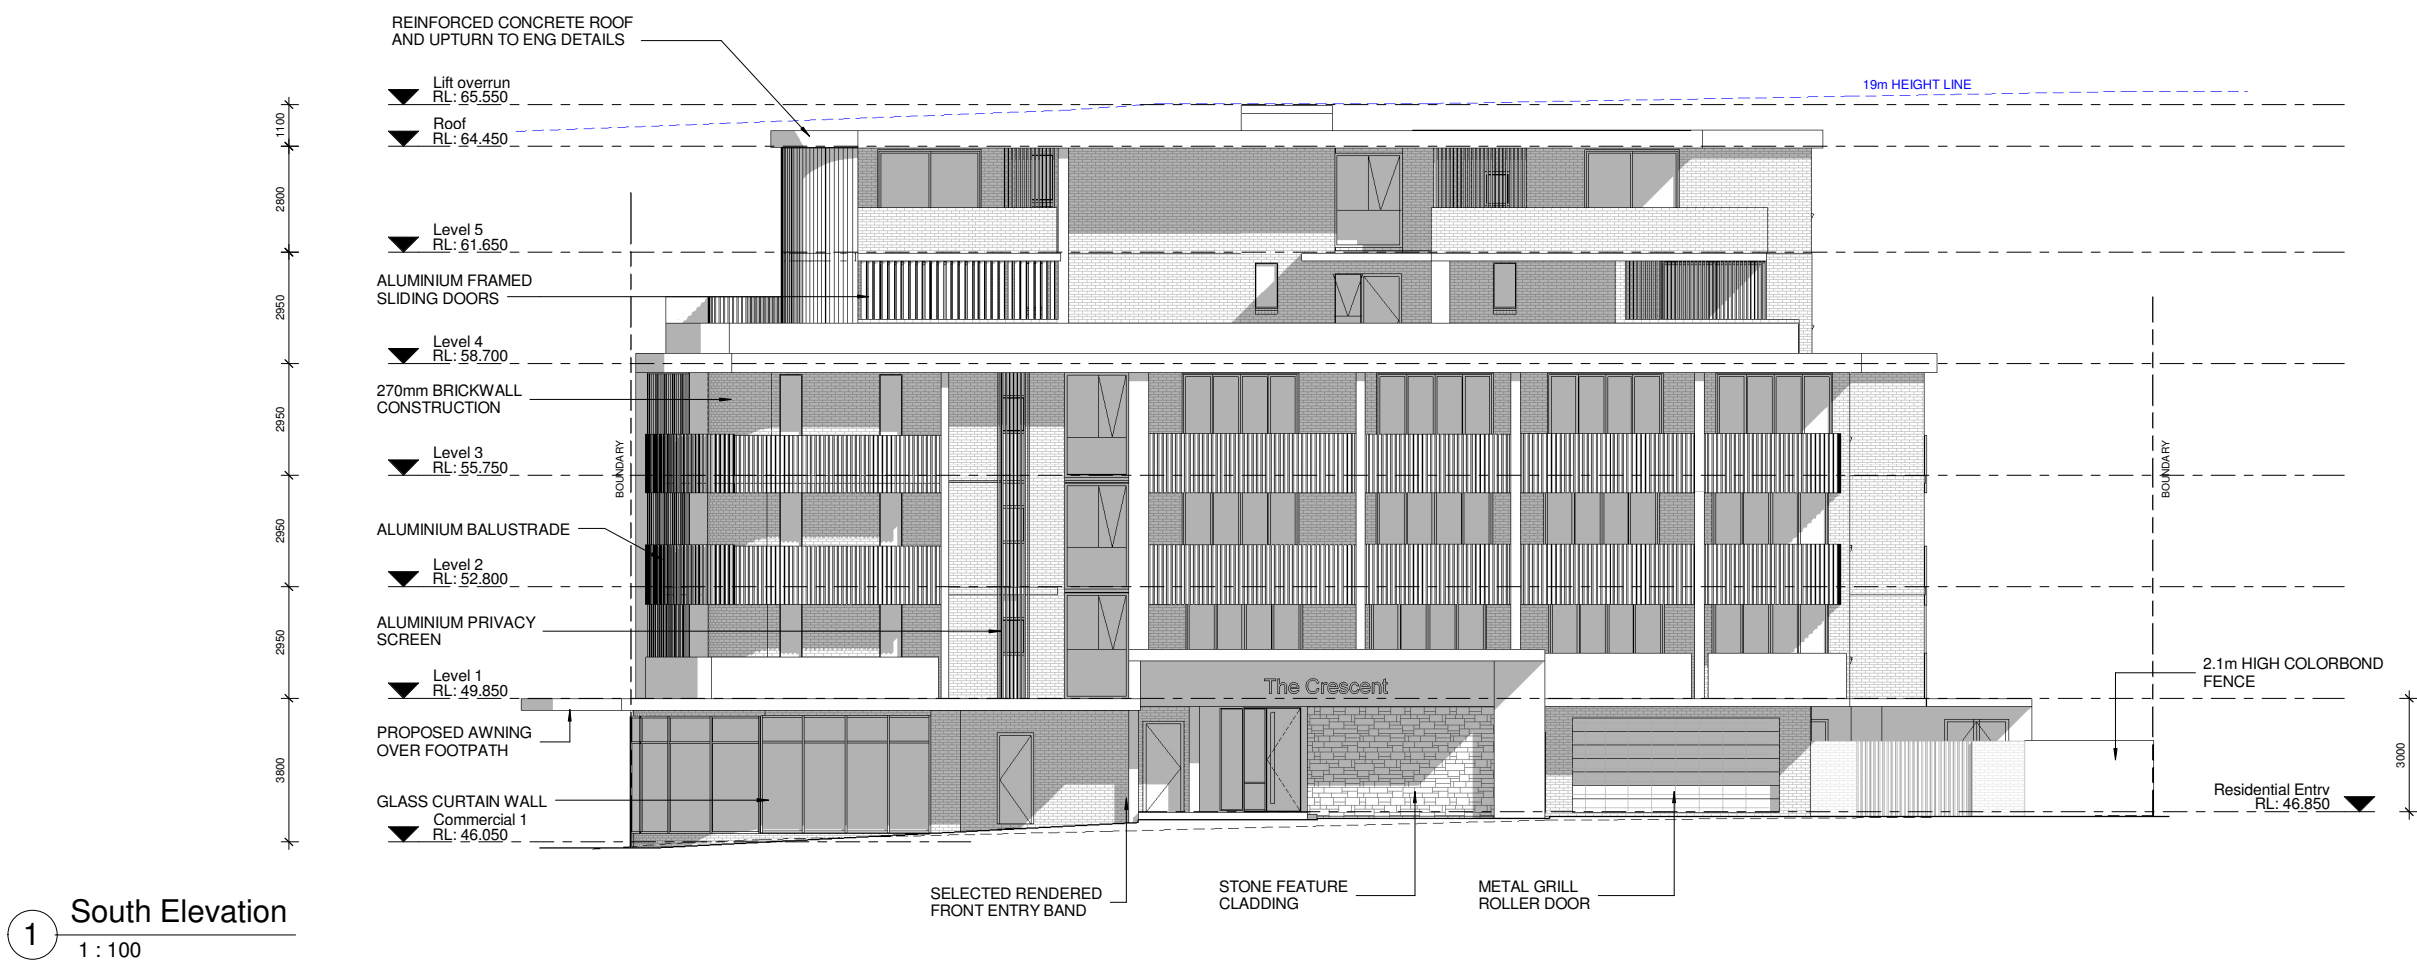 REINFORCED CONCRETE ROOF
AND UPTURN TO ENG DETAILS
Lift overrun
RL: 65.550
19m HEIGHT LINE
1100
Roof
RL: 64.450
2800
Level 5
RL: 61.650
ALUMINIUM FRAMED
SLIDING DOORS
2950
Level 4
RL: 58.700
270mm BRICKWALL
CONSTRUCTION
2950
BOUNDARY
BOUNDARY
Level 3
RL: 55.750
2950
ALUMINIUM BALUSTRADE
Level 2
RL: 52.800
ALUMINIUM PRIVACY
SCREEN
2950
Level 1
RL: 49.850
The Crescent
2.1m HIGH COLORBOND
FENCE
PROPOSED AWNING
OVER FOOTPATH
3800
3000
GLASS CURTAIN WALL
Commercial 1
RL: 46.050
Residential Entry
RL: 46.850
SELECTED RENDERED
FRONT ENTRY BAND
STONE FEATURE
CLADDING
METAL GRILL
ROLLER DOOR
1
South Elevation
1 : 100